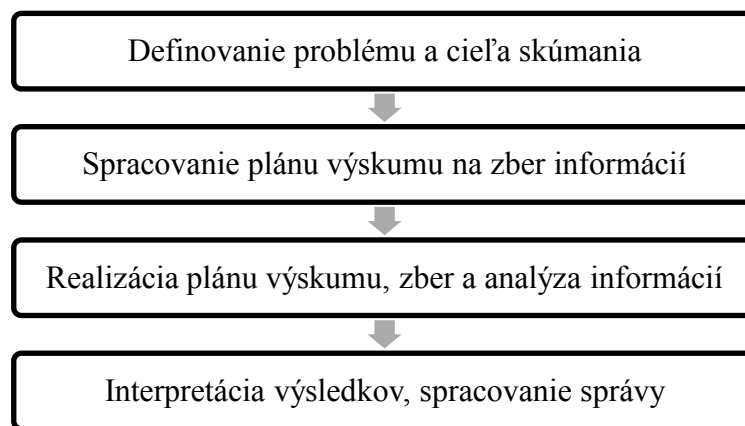 Definovanie problému a cieľa skúmania
Spracovanie plánu výskumu na zber informácií
Realizácia plánu výskumu, zber a analýza informácií
Interpretácia výsledkov, spracovanie správy